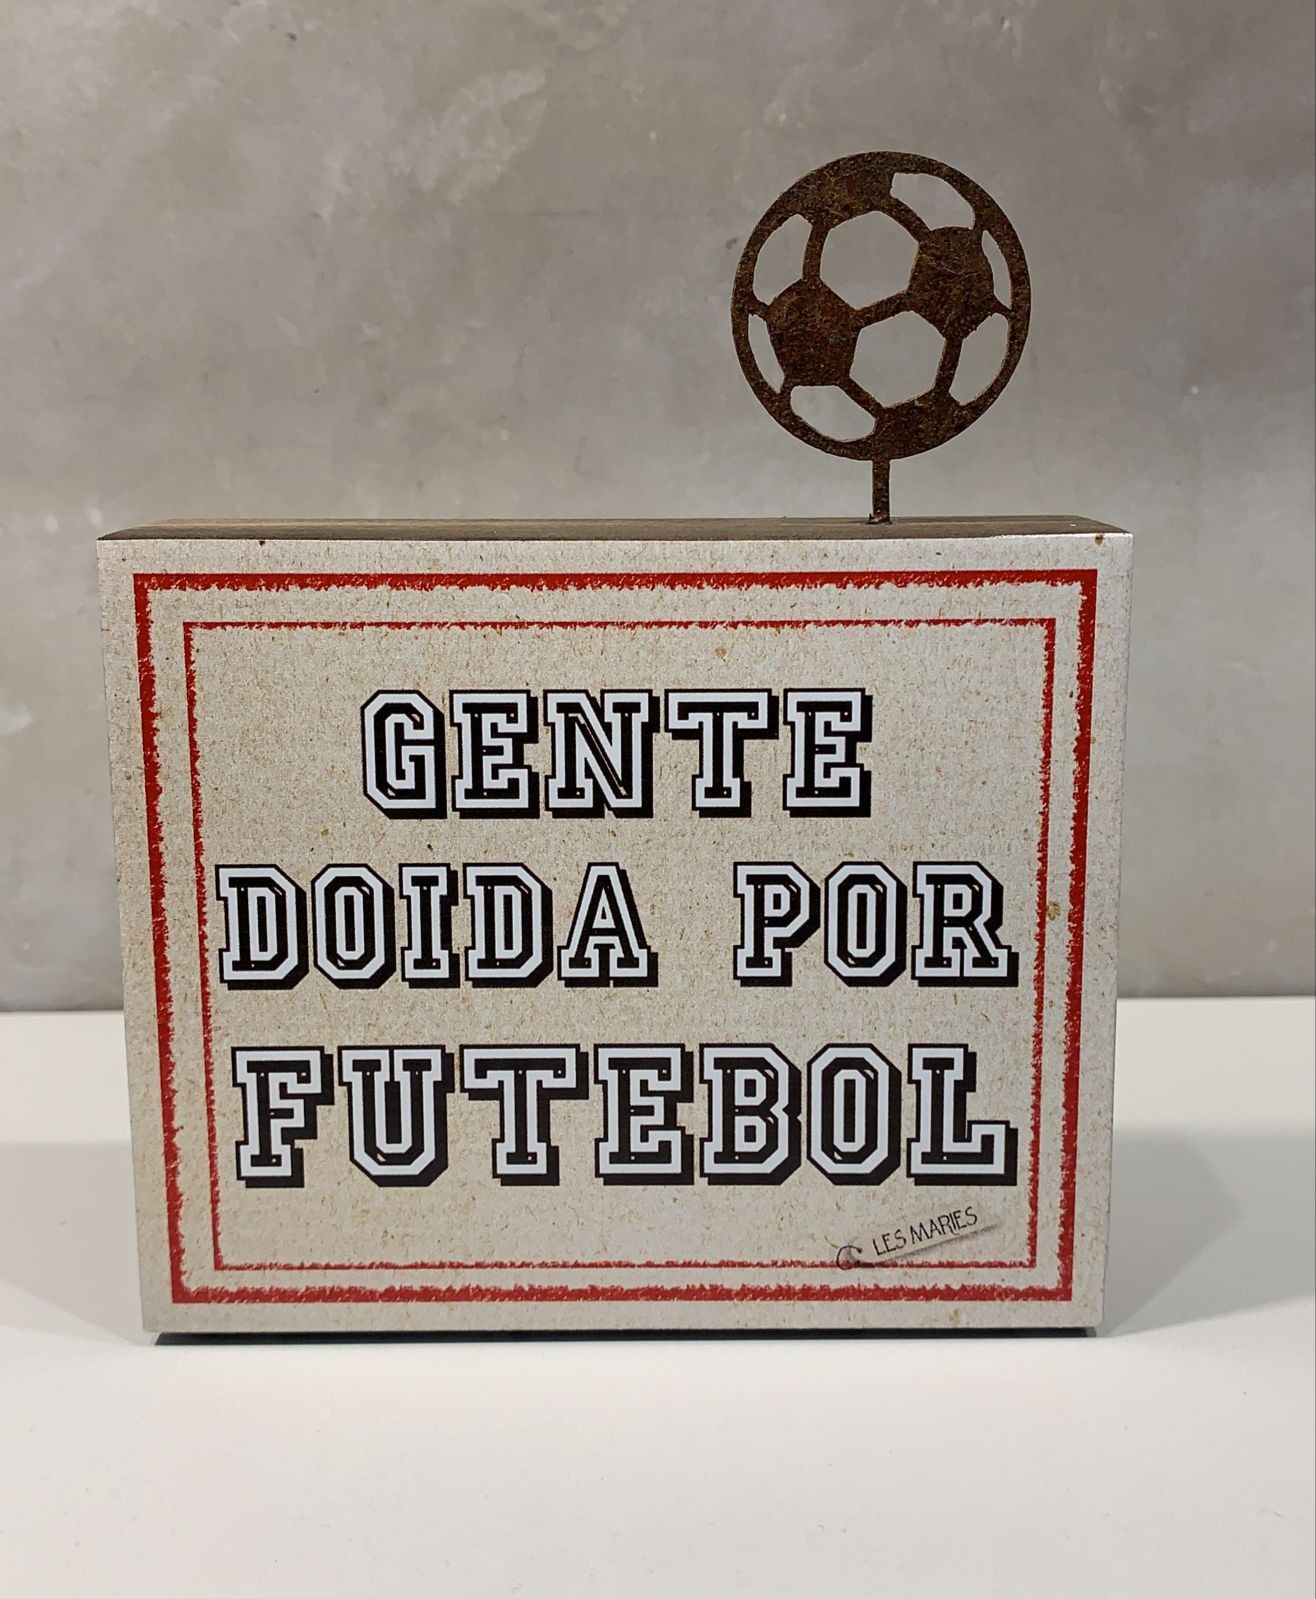 GENTE
DOIDA POR
FUTEBOL
LES MARIES